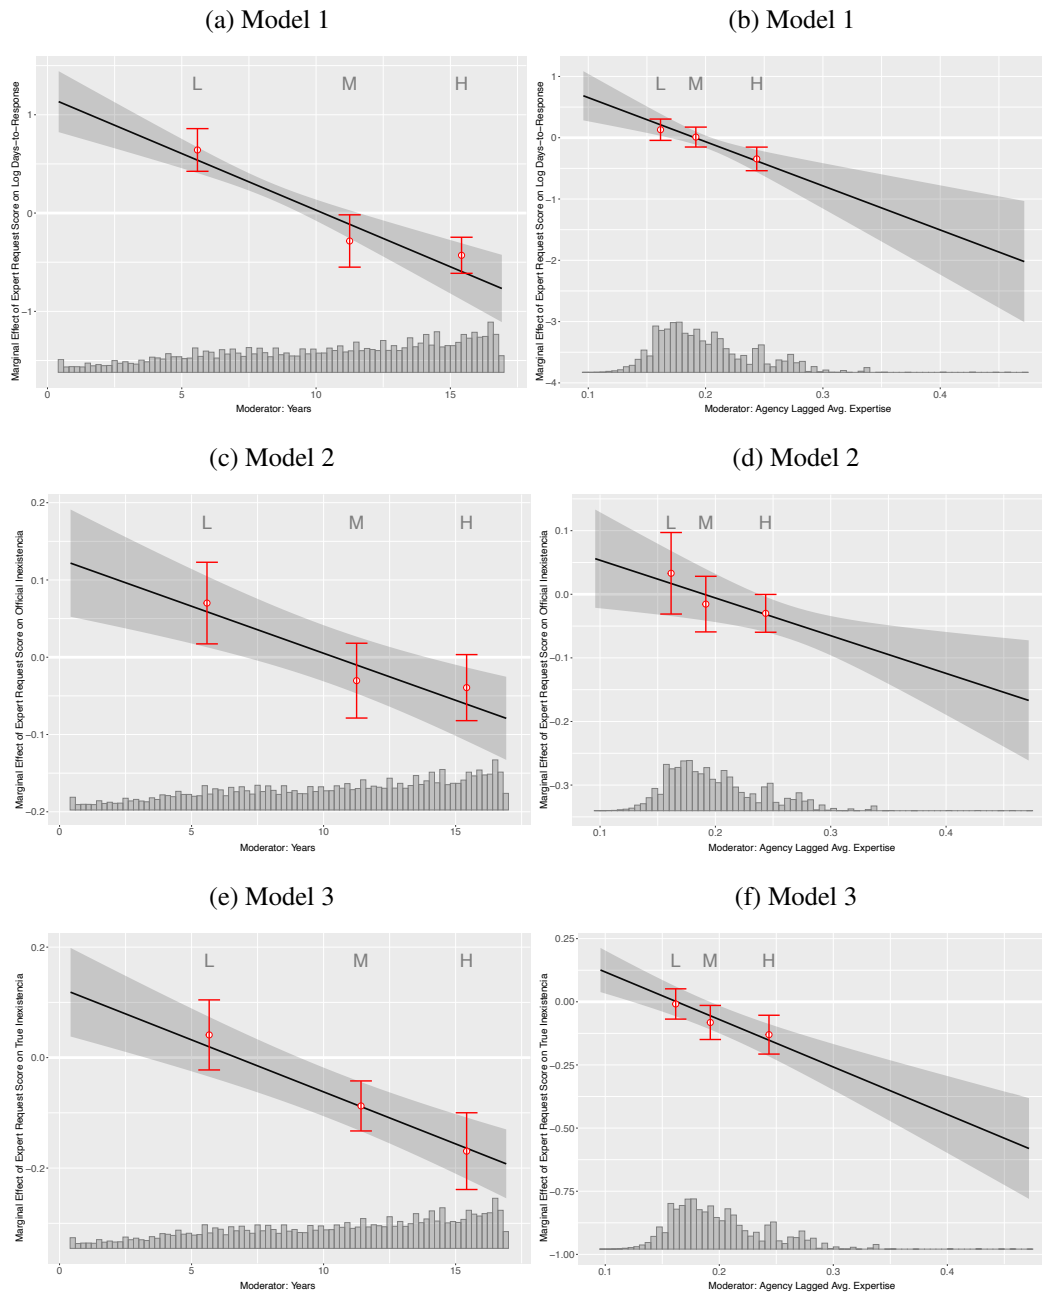 (a) Model 1
Marginal Effect of Expert Request Score on Log Days-to-Response
L M H
1
0
−1
0 5 10 15
Moderator: Years
(b) Model 1
Marginal Effect of Expert Request Score on Log Days-to-Response
L M H
1
0
−1
−2
−3
−4
0.1 0.2 0.3 0.4
Moderator: Agency Lagged Avg. Expertise
(c) Model 2
Marginal Effect of Expert Request Score on Official Inexistencia
L M H
0.2
0.1
0.0
−0.1
−0.2
0 5 10 15
Moderator: Years
(d) Model 2
Marginal Effect of Expert Request Score on Official Inexistencia
L M H
0.1
0.0
−0.1
−0.2
−0.3
0.1 0.2 0.3 0.4
Moderator: Agency Lagged Avg. Expertise
(e) Model 3
Marginal Effect of Expert Request Score on True Inexistencia
L M H
0.2
0.0
−0.2
0 5 10 15
Moderator: Years
(f) Model 3
Marginal Effect of Expert Request Score on True Inexistencia
L M H
0.25
0.00
−0.25
−0.50
−0.75
−1.00
0.1 0.2 0.3 0.4
Moderator: Agency Lagged Avg. Expertise